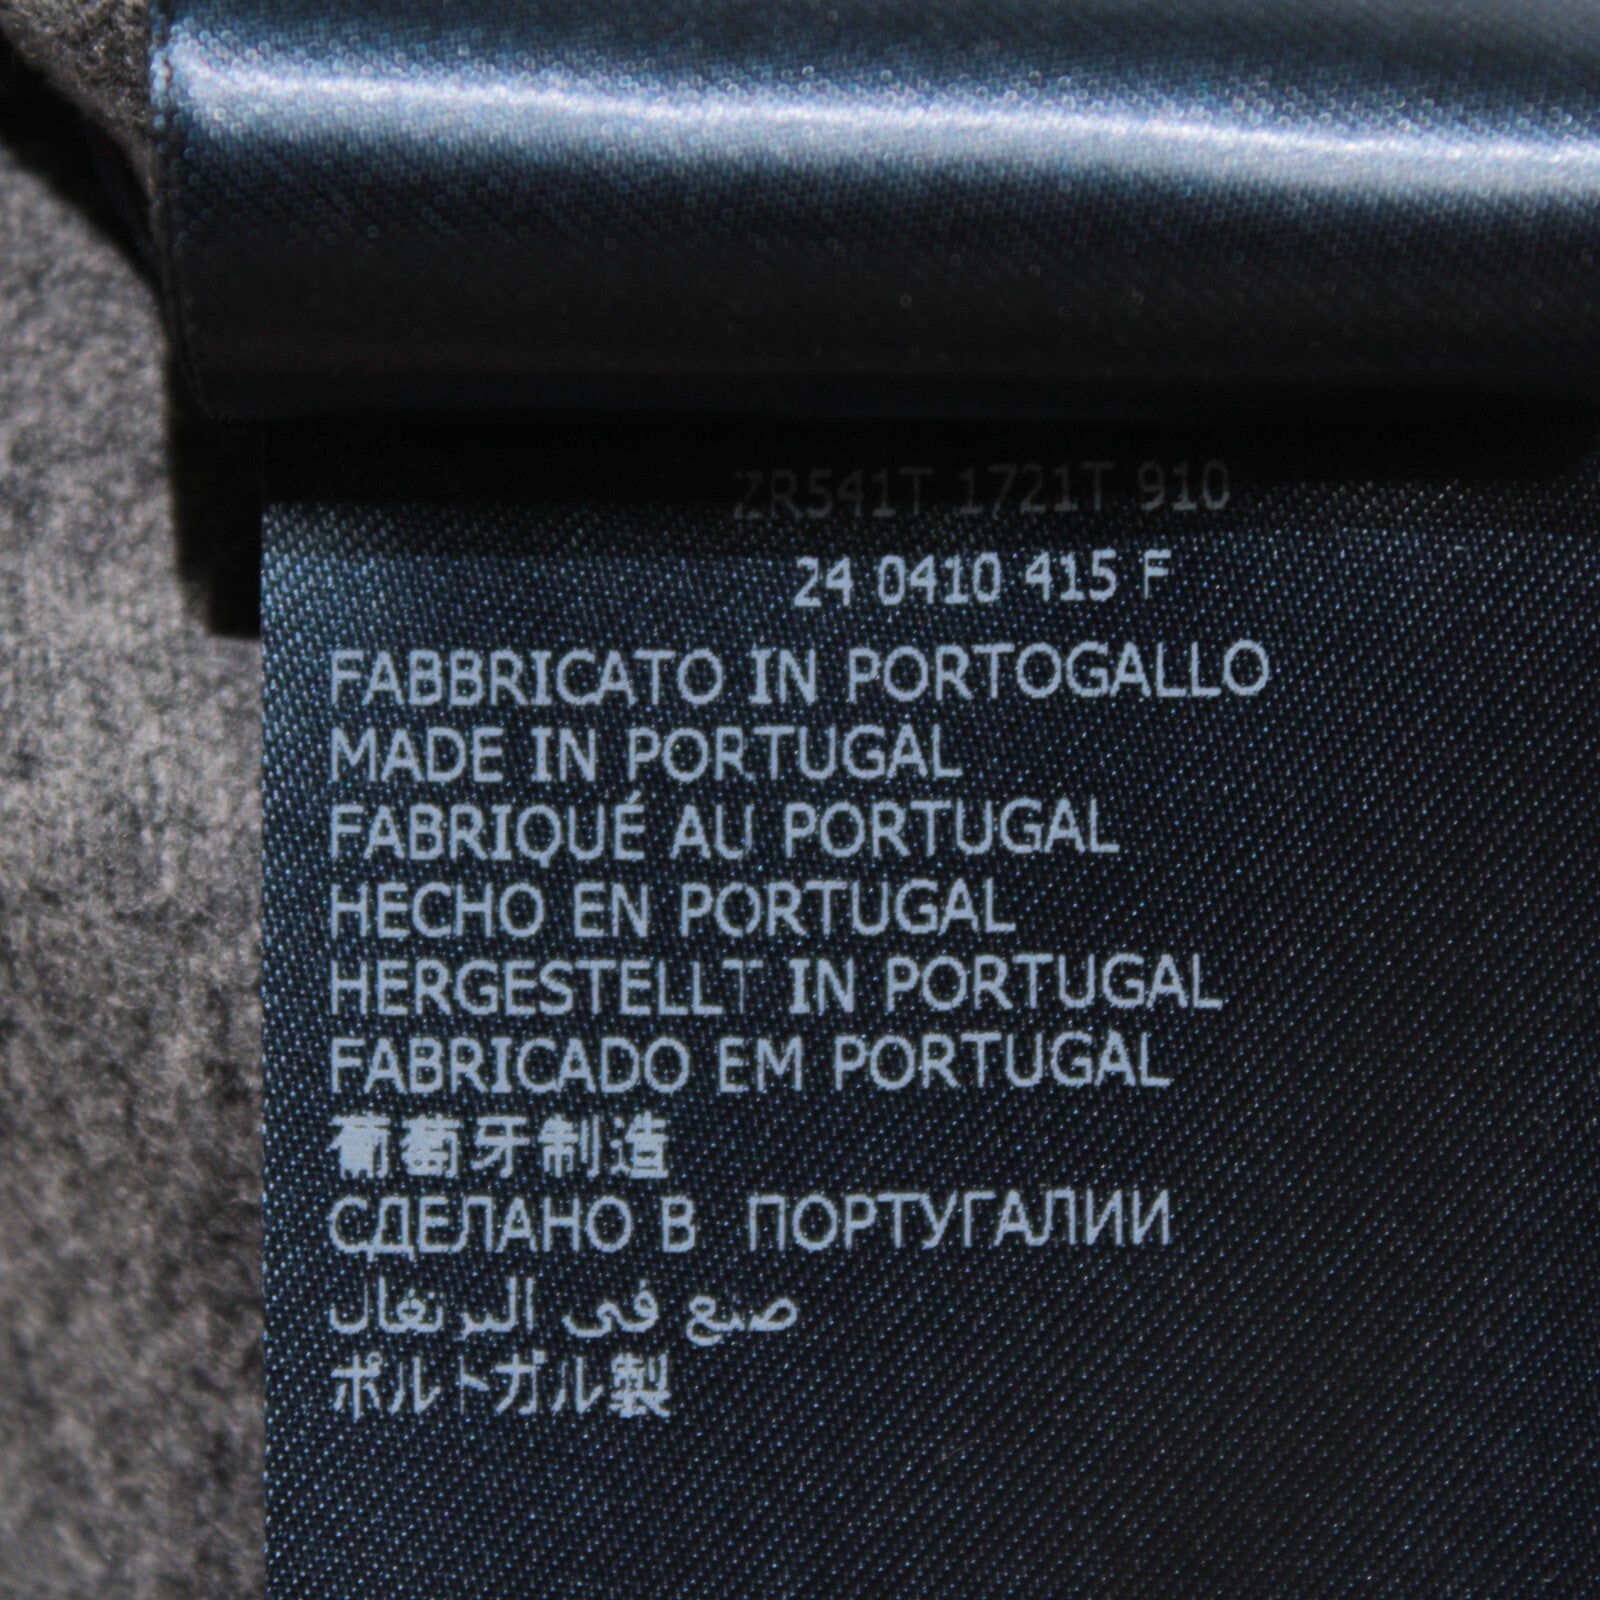 ZR541T 1721T 910
24 0410 415 F
FABBRICATO IN PORTOGALLO
MADE IN PORTUGAL
FABRIQUÉ AU PORTUGAL
HECHO EN PORTUGAL
HERGESTELLT IN PORTUGAL
FABRICADO EM PORTUGAL
葡萄牙制造
СДЕЛАНО В ПОРТУГАЛИИ
صنع فى البرتغال
ポルトガル製